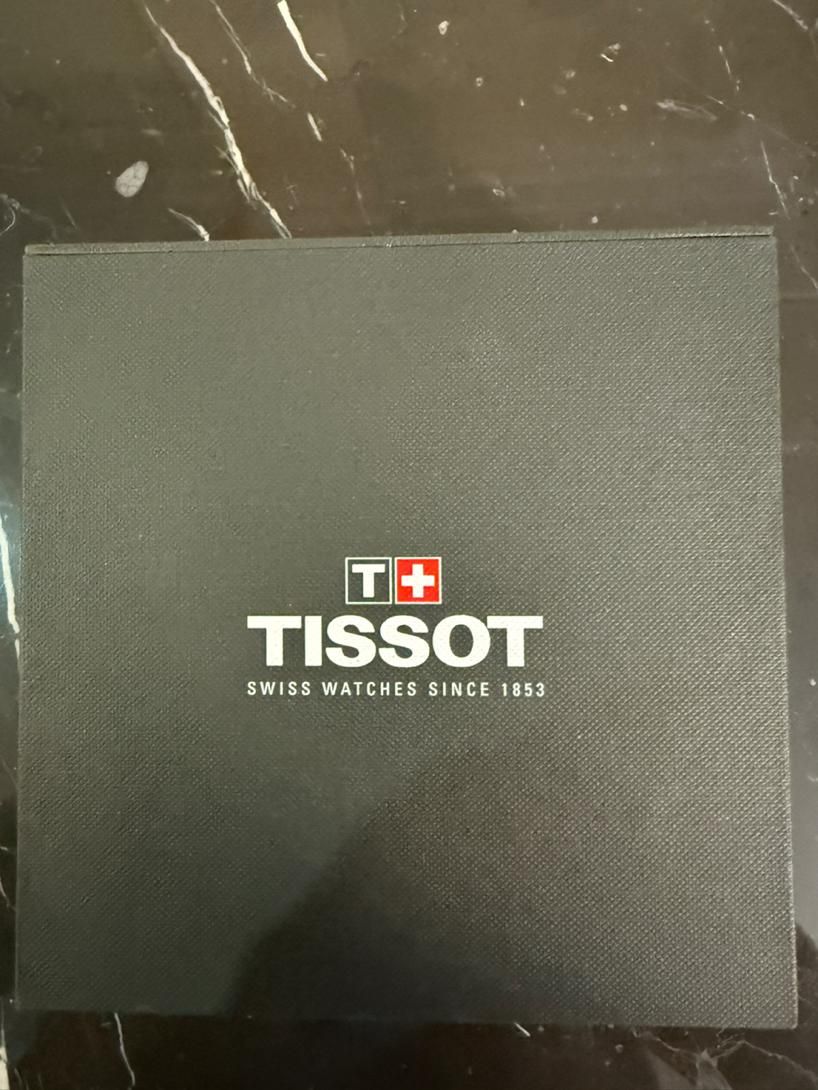 T+
TISSOT
SWISS WATCHES SINCE 1853